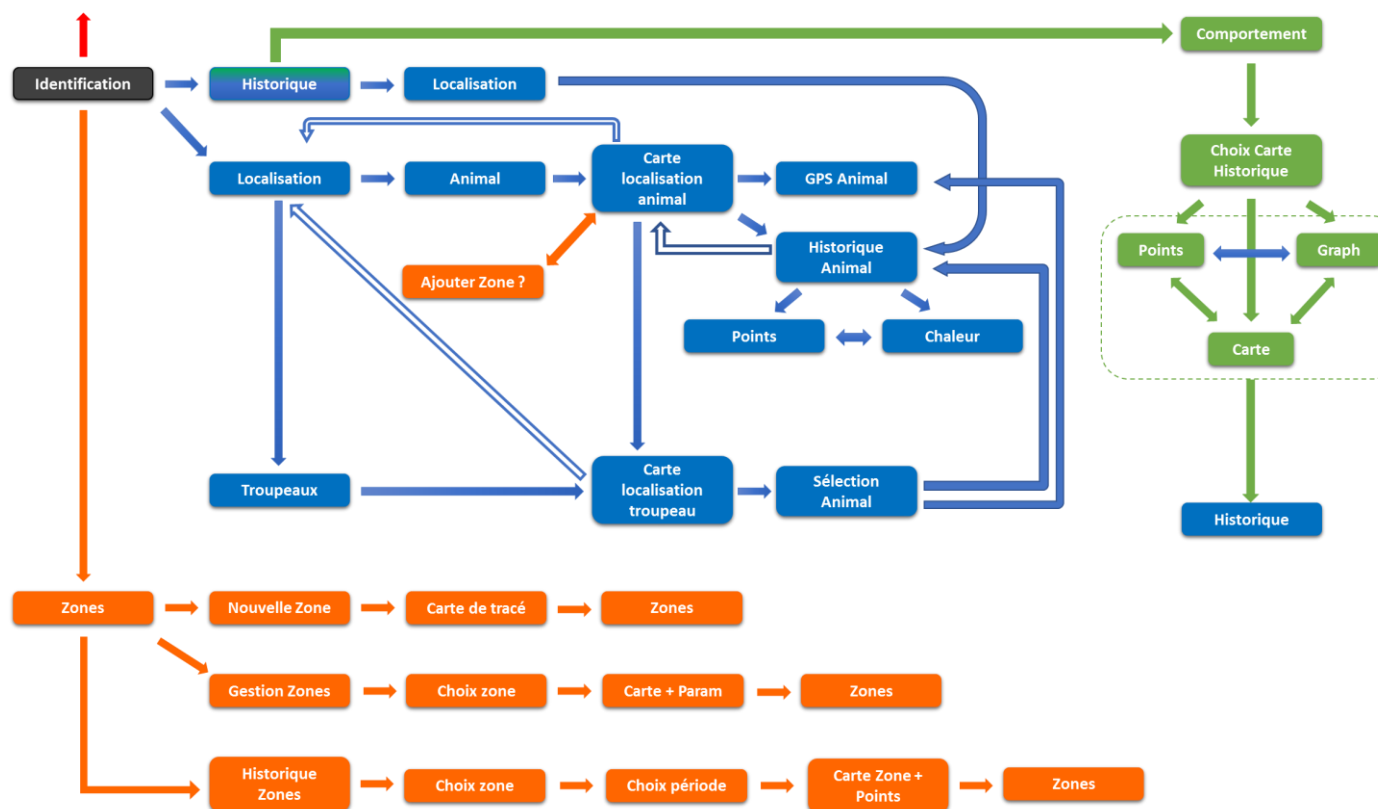 Comportement
Identification
Historique
Localisation
Choix Carte
Historique
Localisation
Animal
Carte
localisation
animal
GPS Animal
Points
Graph
Historique
Animal
Ajouter Zone ?
Points
Chaleur
Carte
Troupeaux
Carte
localisation
troupeau
Sélection
Animal
Historique
Zones
Nouvelle Zone
Carte de tracé
Zones
Gestion Zones
Choix zone
Carte + Param
Zones
Historique
Zones
Choix zone
Choix période
Carte Zone +
Points
Zones